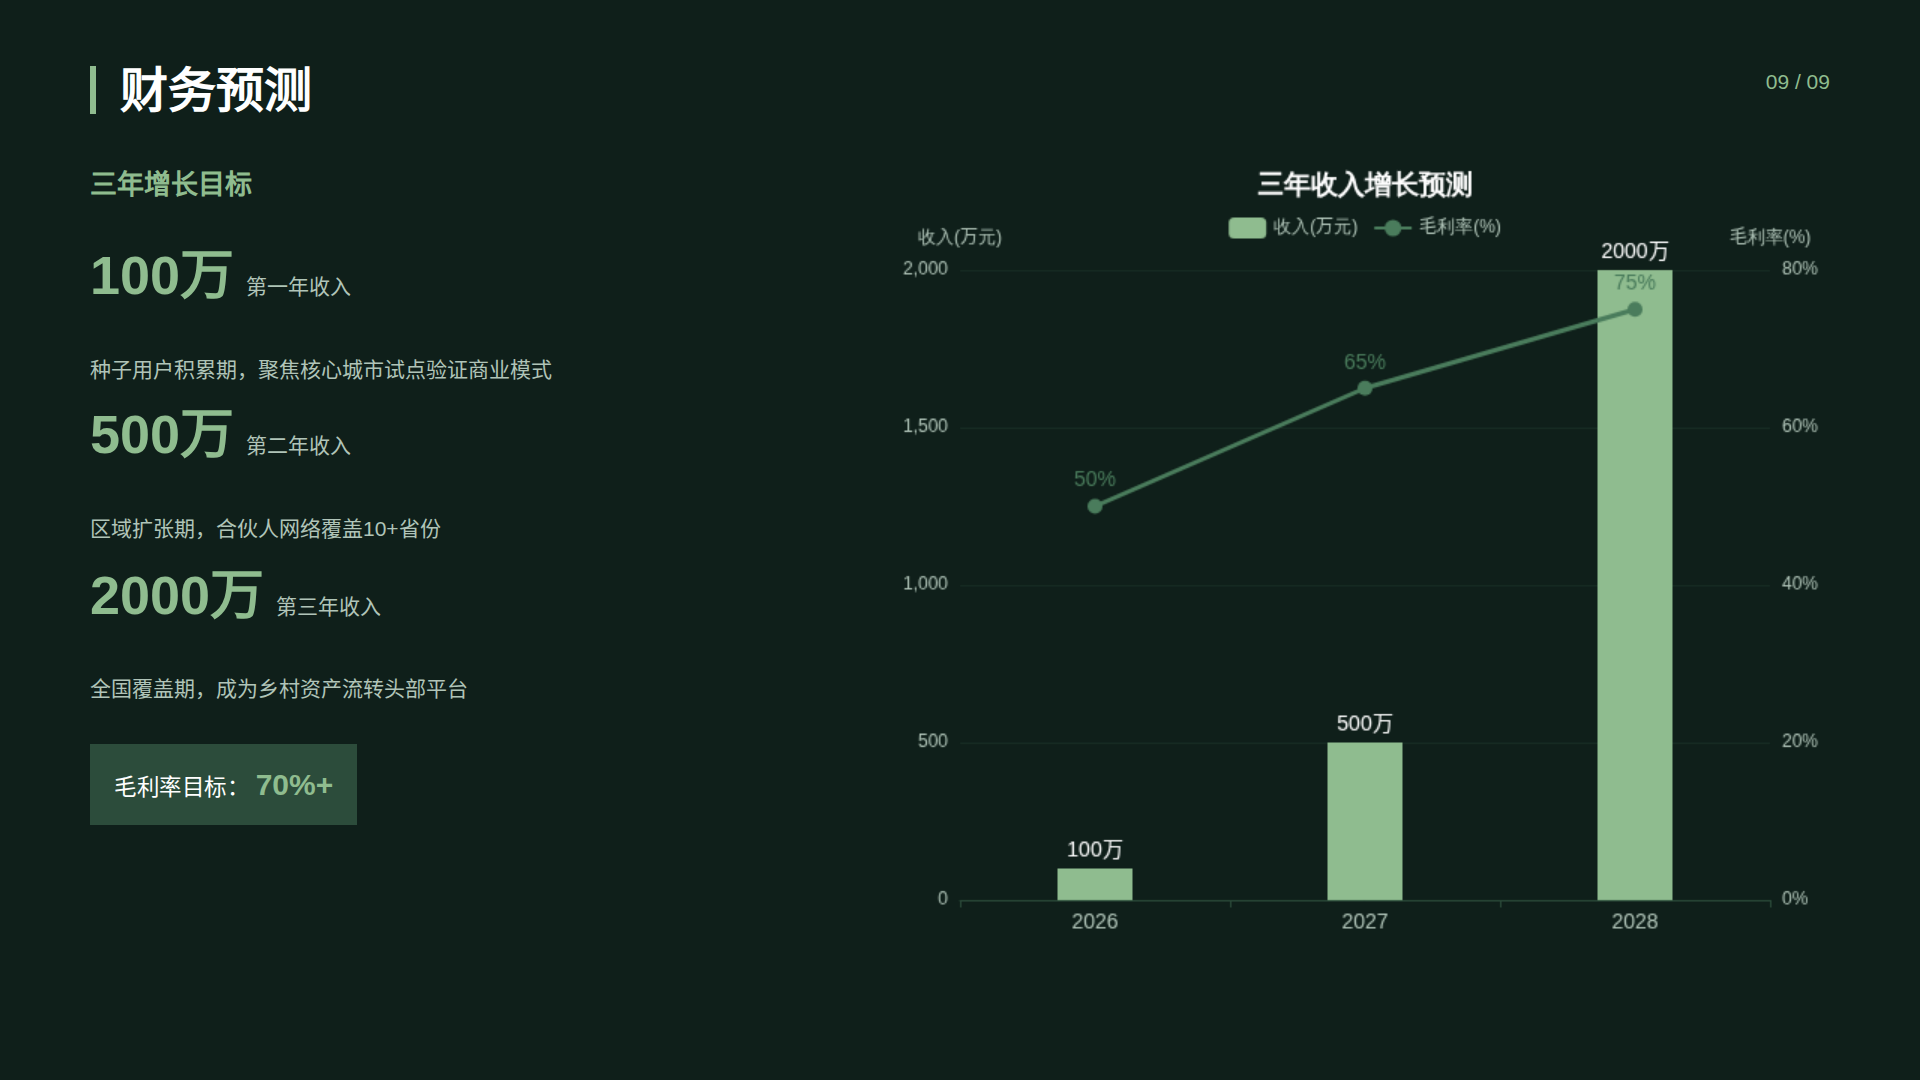 财务预测
09 / 09
三年增长目标
100万 第一年收入
种子用户积累期，聚焦核心城市试点验证商业模式
500万 第二年收入
区域扩张期，合伙人网络覆盖10+省份
2000万 第三年收入
全国覆盖期，成为乡村资产流转头部平台
毛利率目标： 70%+
三年收入增长预测
收入(万元) 毛利率(%)
收入(万元)
毛利率(%)
2,000
1,500
1,000
500
0
80%
60%
40%
20%
0%
50%
65%
75%
100万
500万
2000万
2026
2027
2028